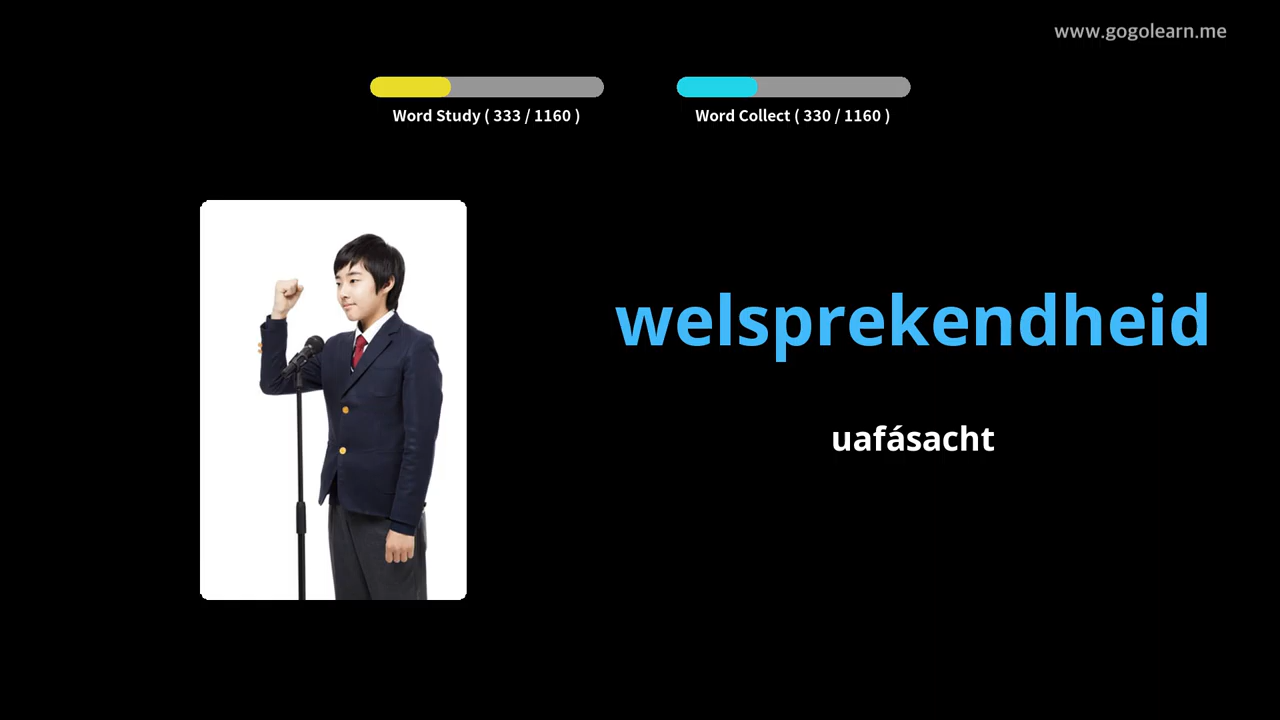 www.gogolearn.me
Word Study ( 333 / 1160 )
Word Collect ( 330 / 1160 )
welsprekendheid
uafásacht